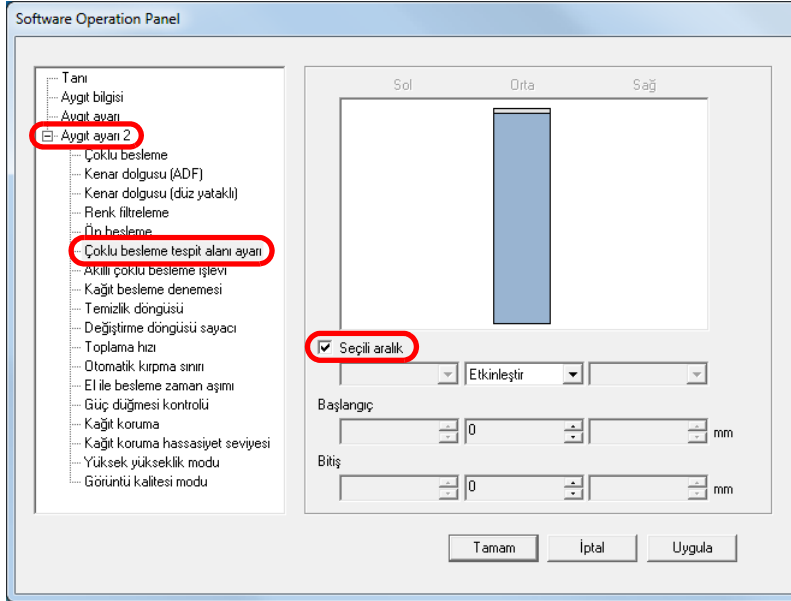 Software Operation Panel
Tanı
Aygıt bilgisi
Aygıt ayarı
Aygıt ayarı 2
Çoklu besleme
Kenar dolgusu (ADF)
Kenar dolgusu (düz yataklı)
Renk filtreleme
Ön besleme
Çoklu besleme tespit alanı ayarı
Akıllı çoklu besleme işlevi
Kağıt besleme denemesi
Temizlik döngüsü
Değiştirme döngüsü sayacı
Toplama hızı
Otomatik kırpma sınırı
El ile besleme zaman aşımı
Güç düğmesi kontrolü
Kağıt koruma
Kağıt koruma hassasiyet seviyesi
Yüksek yükseklik modu
Görüntü kalitesi modu
Sol Orta Sağ
Seçili aralık
Etkinleştir
Başlangıç
0 mm
Bitiş
0 mm
Tamam İptal Uygula